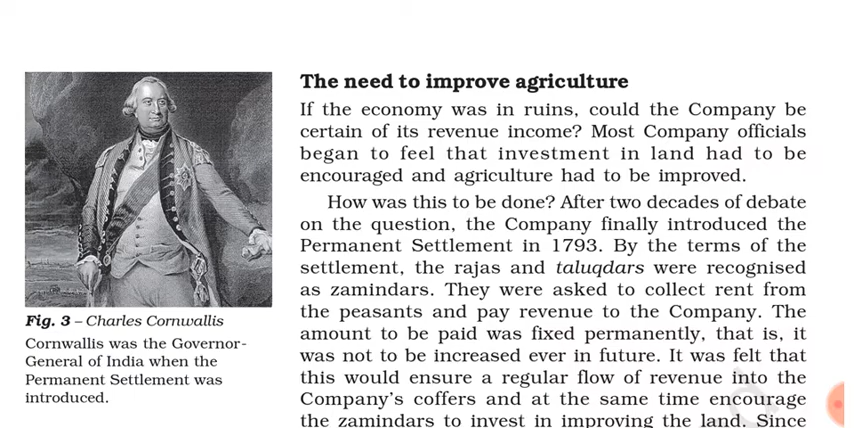 The need to improve agriculture
If the economy was in ruins, could the Company be
certain of its revenue income? Most Company officials
began to feel that investment in land had to be
encouraged and agriculture had to be improved.
How was this to be done? After two decades of debate
on the question, the Company finally introduced the
Permanent Settlement in 1793. By the terms of the
settlement, the rajas and taluqdars were recognised
as zamindars. They were asked to collect rent from
the peasants and pay revenue to the Company. The
amount to be paid was fixed permanently, that is, it
was not to be increased ever in future. It was felt that
this would ensure a regular flow of revenue into the
Company's coffers and at the same time encourage
the zamindars to invest in improving the land. Since
Fig. 3 – Charles Cornwallis
Cornwallis was the Governor-
General of India when the
Permanent Settlement was
introduced.